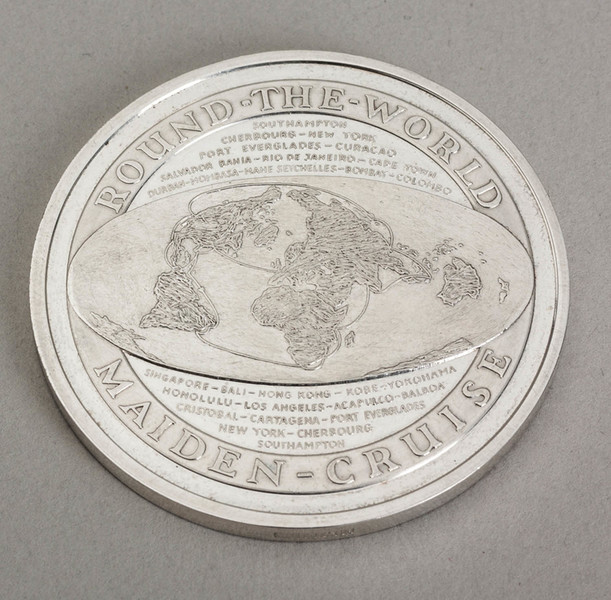 ROUND-THE-WORLD
SOUTHAMPTON
CHERBOURG-NEW YORK
PORT EVERGLADES-CURACAO
SALVADOR BAHIA-RIO DE JANEIRO-CAPE TOWN
DURBAN-MOMBASA-MAHE SEYCHELLES-BOMBAY-COLOMBO
SINGAPORE-BALI-HONG KONG-KOBE-YOKOHAMA
HONOLULU-LOS ANGELES-ACAPULCO-BALBOA
CRISTOBAL-CARTAGENA-PORT EVERGLADES
NEW YORK-CHERBOURG
SOUTHAMPTON
MAIDEN-CRUISE